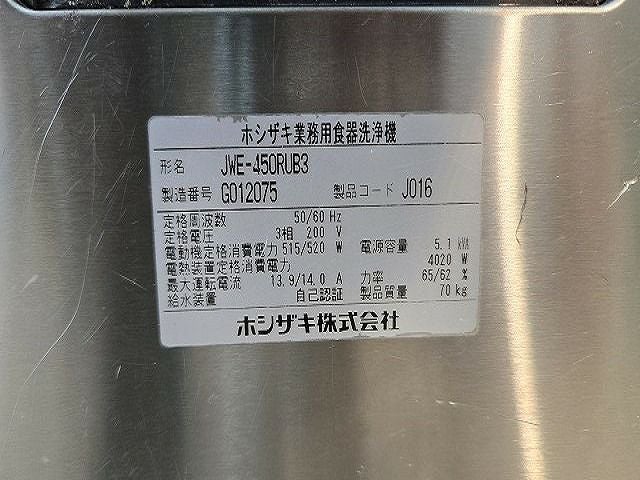 ホシザキ業務用食器洗浄機
形名 JWE-450RUB3
製造番号 G012075 製品コード J016
定格周波数 50/60 Hz
定格電圧 3相 200 V
電動機定格消費電力 515/520 W 電源容量 5.1 kVA
電熱装置定格消費電力 4020 W
最大運転電流 13.9/14.0 A 力率 65/62 %
給水装置 自己認証 製品質量 70 kg
ホシザキ株式会社